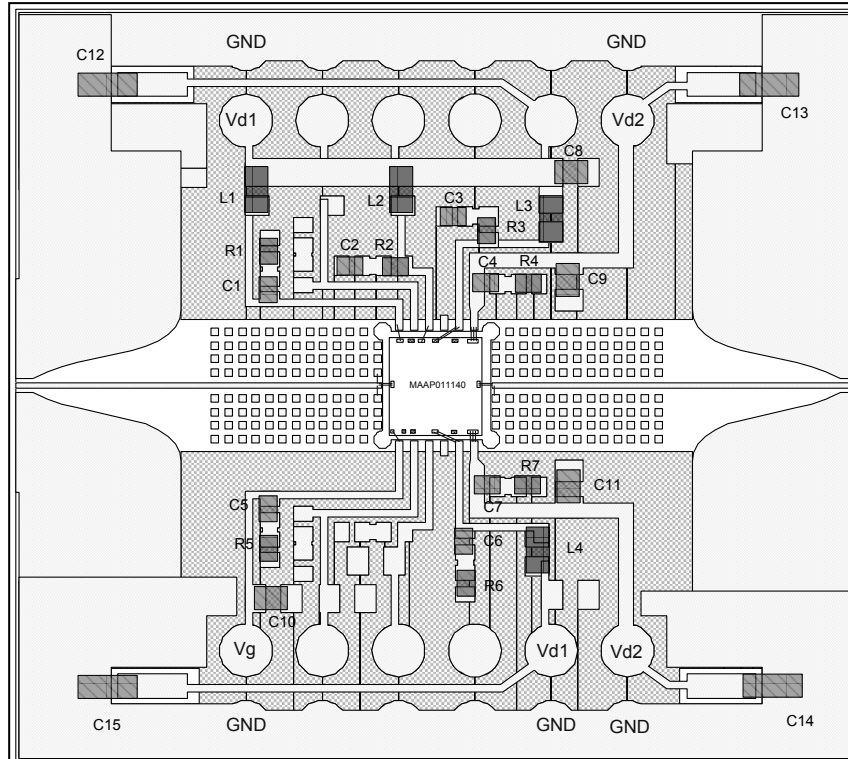 GND GND
C12
C13
Vd1 Vd2
C8
L1 L2 C3 L3
R3
R1 C2 R2 C4 R4
C9
C1
MAAP011140
R7
C7 C11
C5
C6
R5 L4
R6
C10
Vg Vd1 Vd2
C15 GND GND GND C14